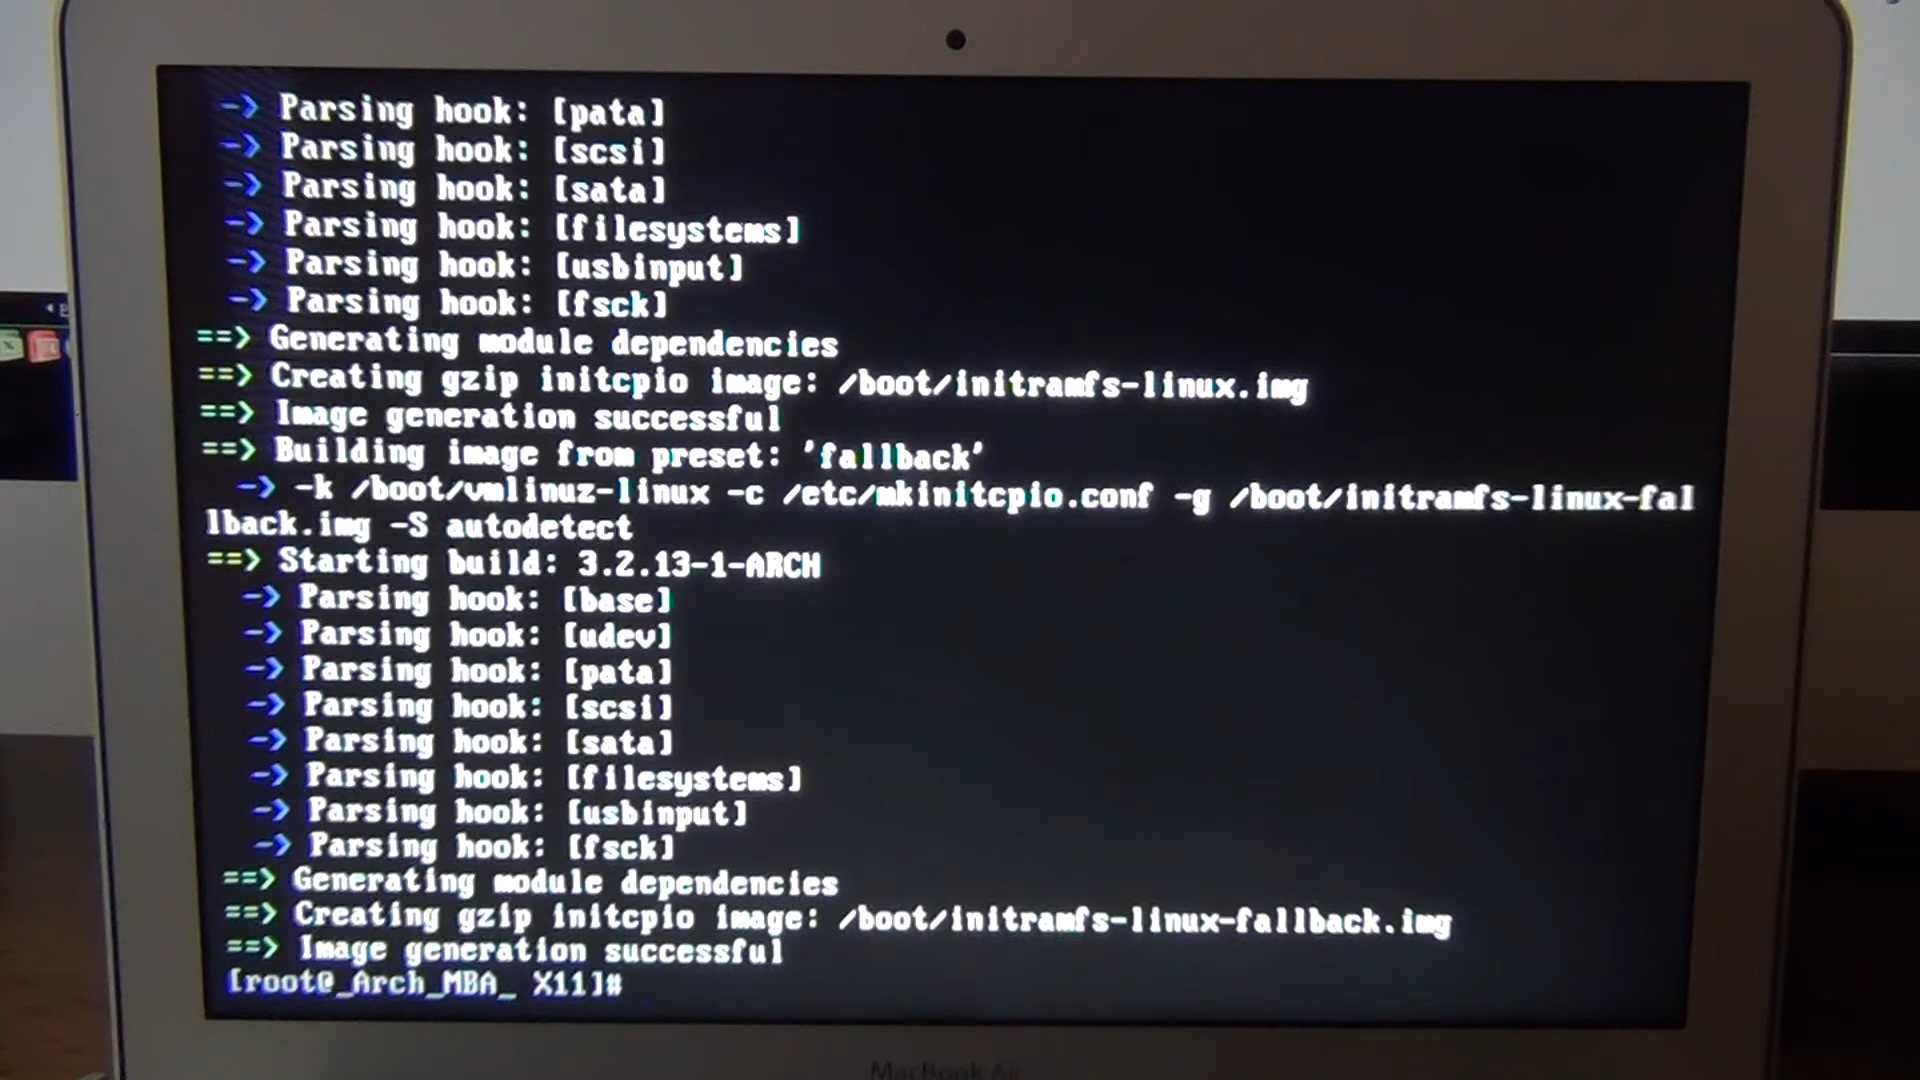 -> Parsing hook: [pata]
-> Parsing hook: [scsi]
-> Parsing hook: [sata]
-> Parsing hook: [filesystems]
-> Parsing hook: [usbinput]
-> Parsing hook: [fsck]
==> Generating module dependencies
==> Creating gzip initcpio image: /boot/initramfs-linux.img
==> Image generation successful
==> Building image from preset: 'fallback'
-> -k /boot/vmlinuz-linux -c /etc/mkinitcpio.conf -g /boot/initramfs-linux-fal
lback.img -S autodetect
==> Starting build: 3.2.13-1-ARCH
-> Parsing hook: [base]
-> Parsing hook: [udev]
-> Parsing hook: [pata]
-> Parsing hook: [scsi]
-> Parsing hook: [sata]
-> Parsing hook: [filesystems]
-> Parsing hook: [usbinput]
-> Parsing hook: [fsck]
==> Generating module dependencies
==> Creating gzip initcpio image: /boot/initramfs-linux-fallback.img
==> Image generation successful
[root@_Arch_MBA_ X11]#
MacBook Air